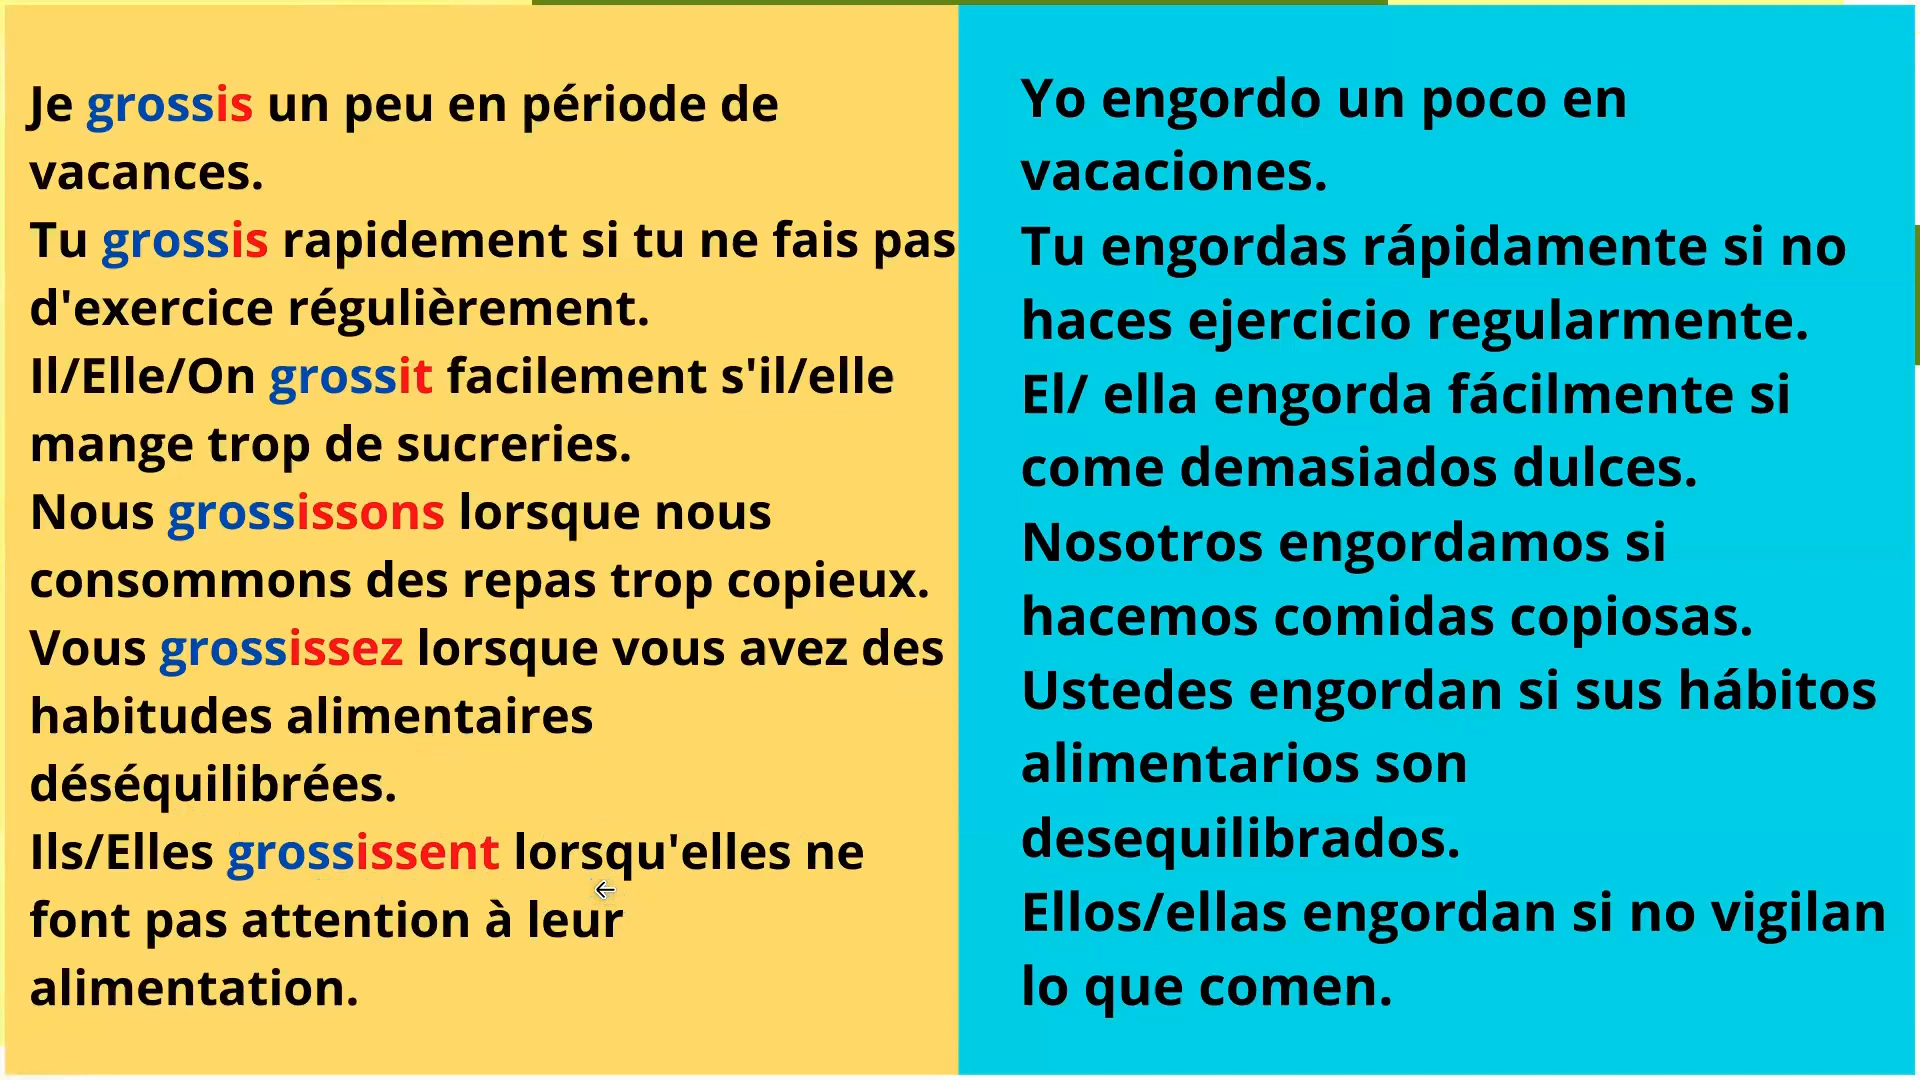 Je grossis un peu en période de
vacances.
Tu grossis rapidement si tu ne fais pas
d'exercice régulièrement.
Il/Elle/On grossit facilement s'il/elle
mange trop de sucreries.
Nous grossissons lorsque nous
consommons des repas trop copieux.
Vous grossissez lorsque vous avez des
habitudes alimentaires
déséquilibrées.
Ils/Elles grossissent lorsqu'elles ne
font pas attention à leur
alimentation.
Yo engordo un poco en
vacaciones.
Tu engordas rápidamente si no
haces ejercicio regularmente.
El/ ella engorda fácilmente si
come demasiados dulces.
Nosotros engordamos si
hacemos comidas copiosas.
Ustedes engordan si sus hábitos
alimentarios son
desequilibrados.
Ellos/ellas engordan si no vigilan
lo que comen.